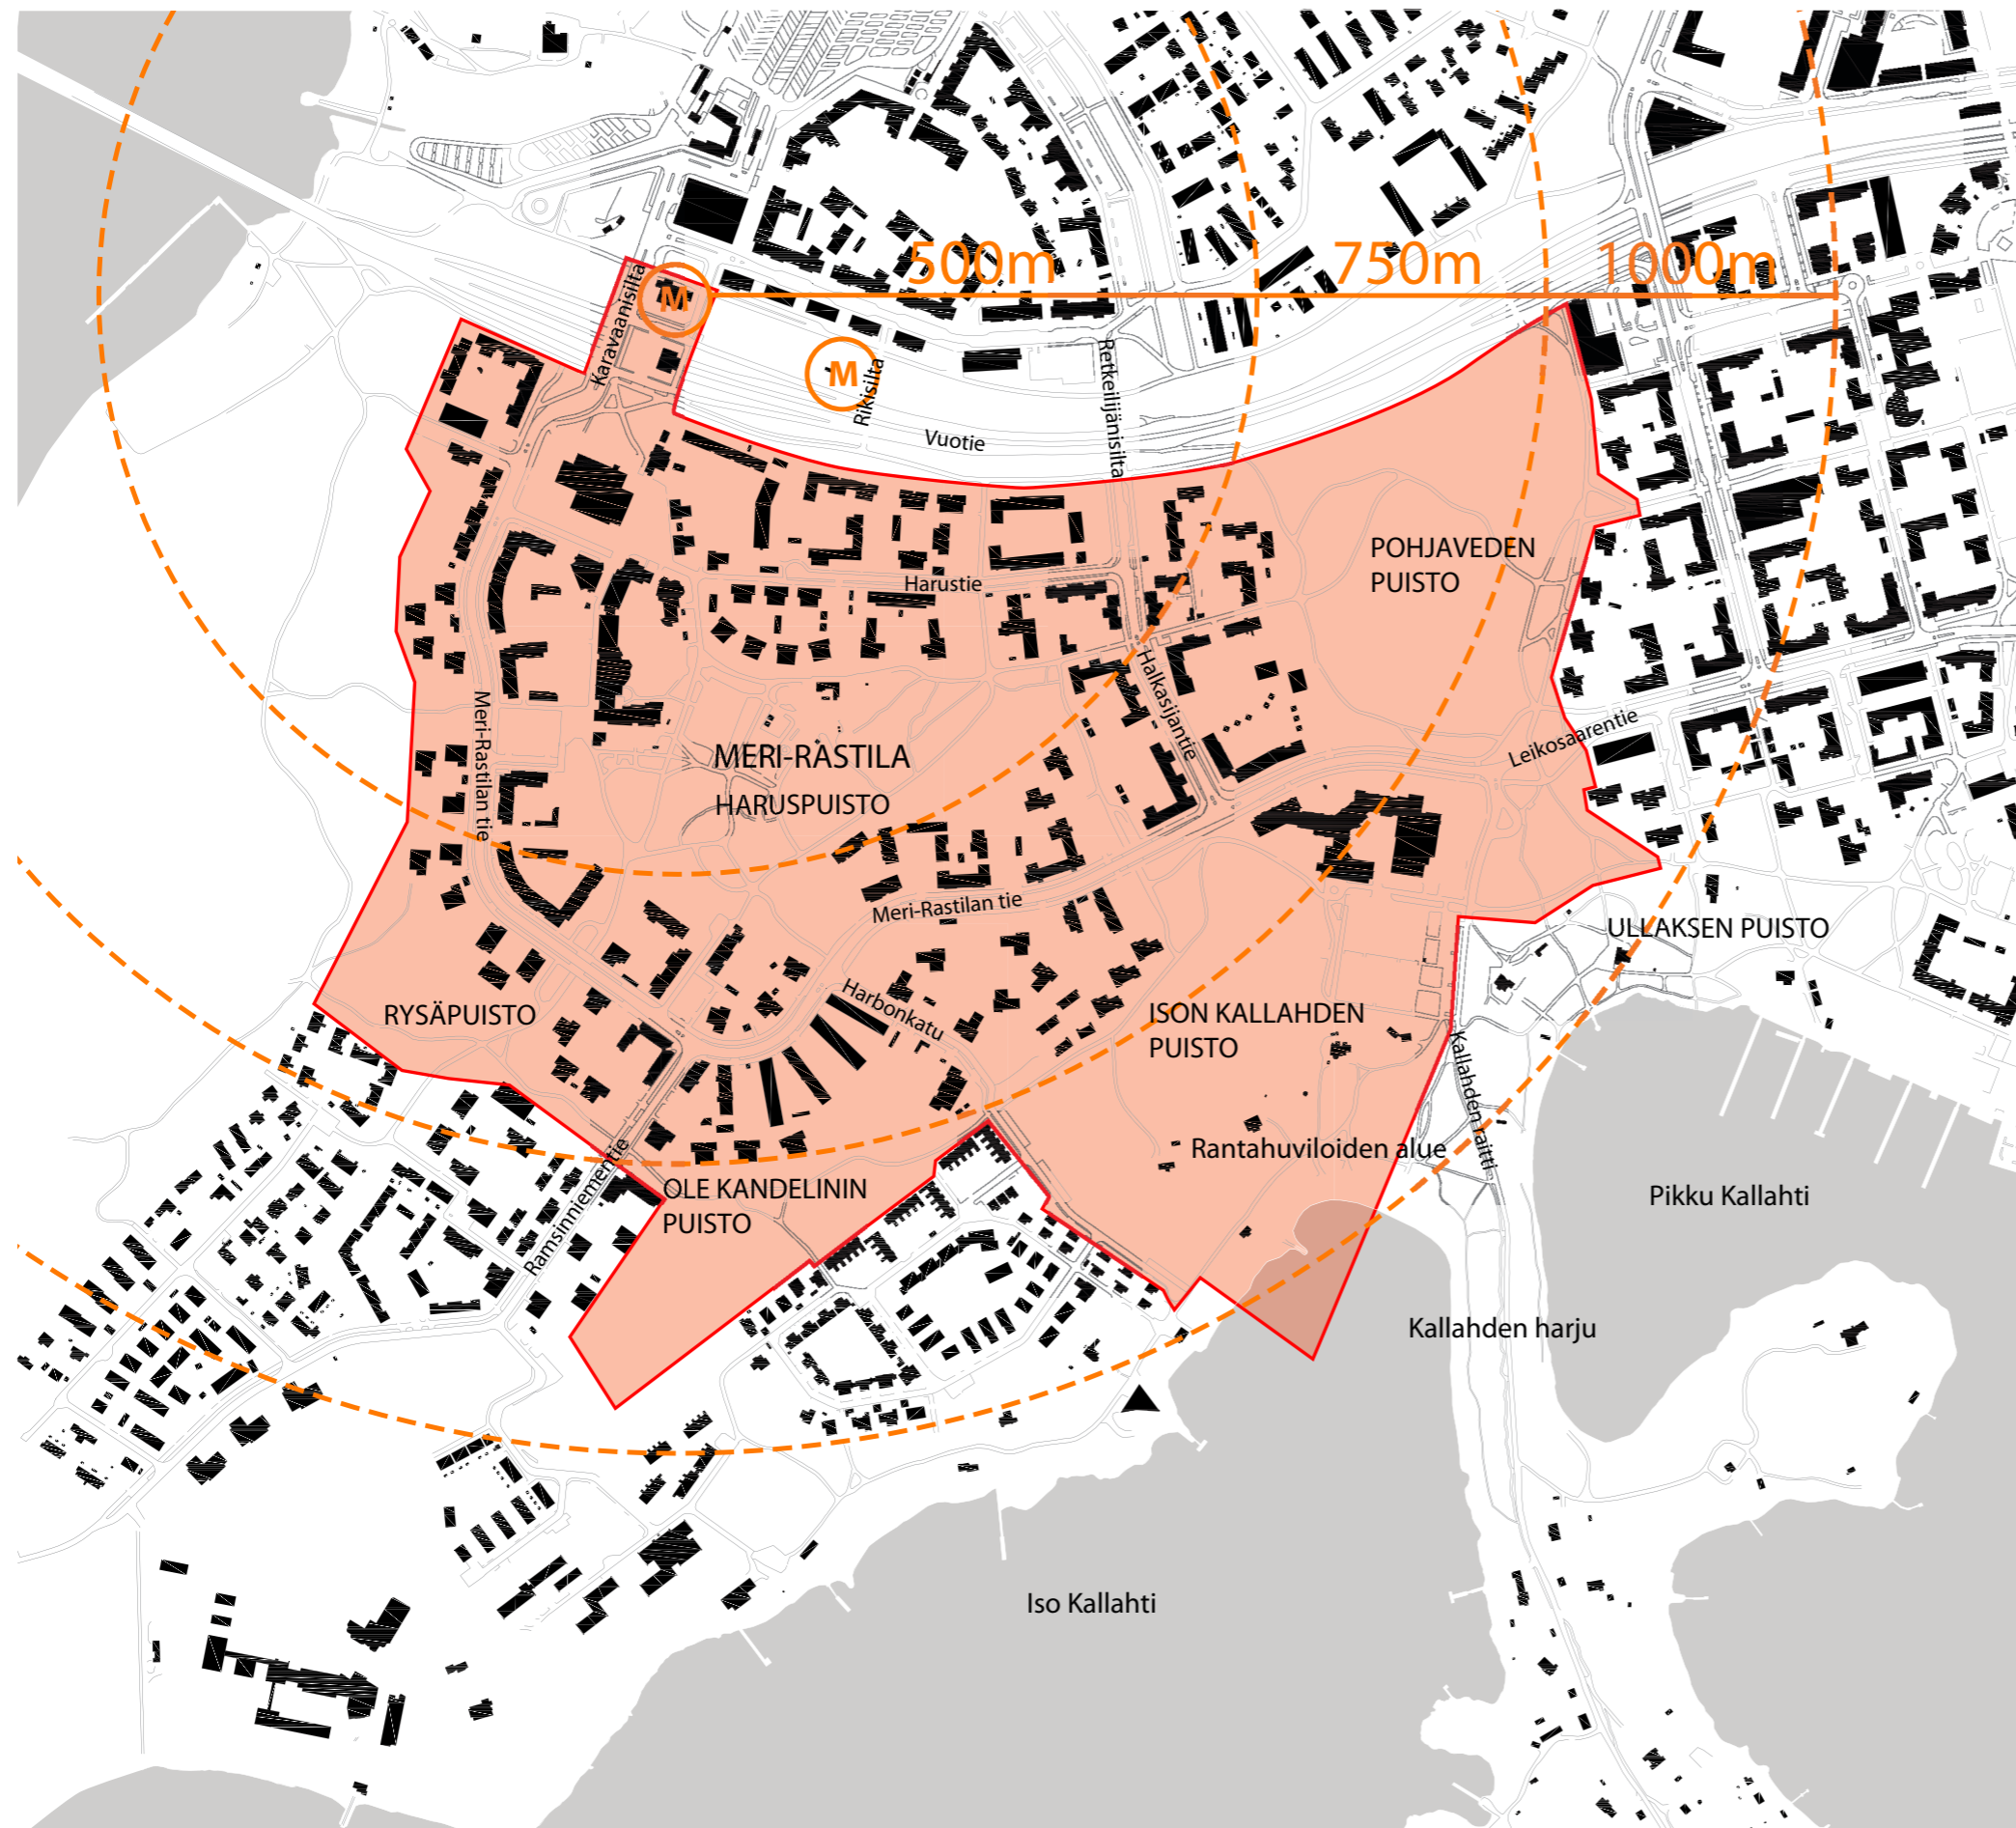 500m
750m
1000m
M
Karavaanisilta
M
Rikisilta
Retkeilijänisilta
Vuotie
POHJAVEDEN
PUISTO
Harustie
Halkaisijantie
Meri-Rastilan tie
MERI-RASTILA
HARUSPUISTO
Leikosaarentie
Meri-Rastilan tie
ULLAKSEN PUISTO
RYSÄPUISTO
Harbonkatu
ISON KALLAHDEN
PUISTO
Kallahden raitti
Rantahuviloiden alue
Ramsinniementie
OLE KANDELININ
PUISTO
Pikku Kallahti
Kallahden harju
Iso Kallahti